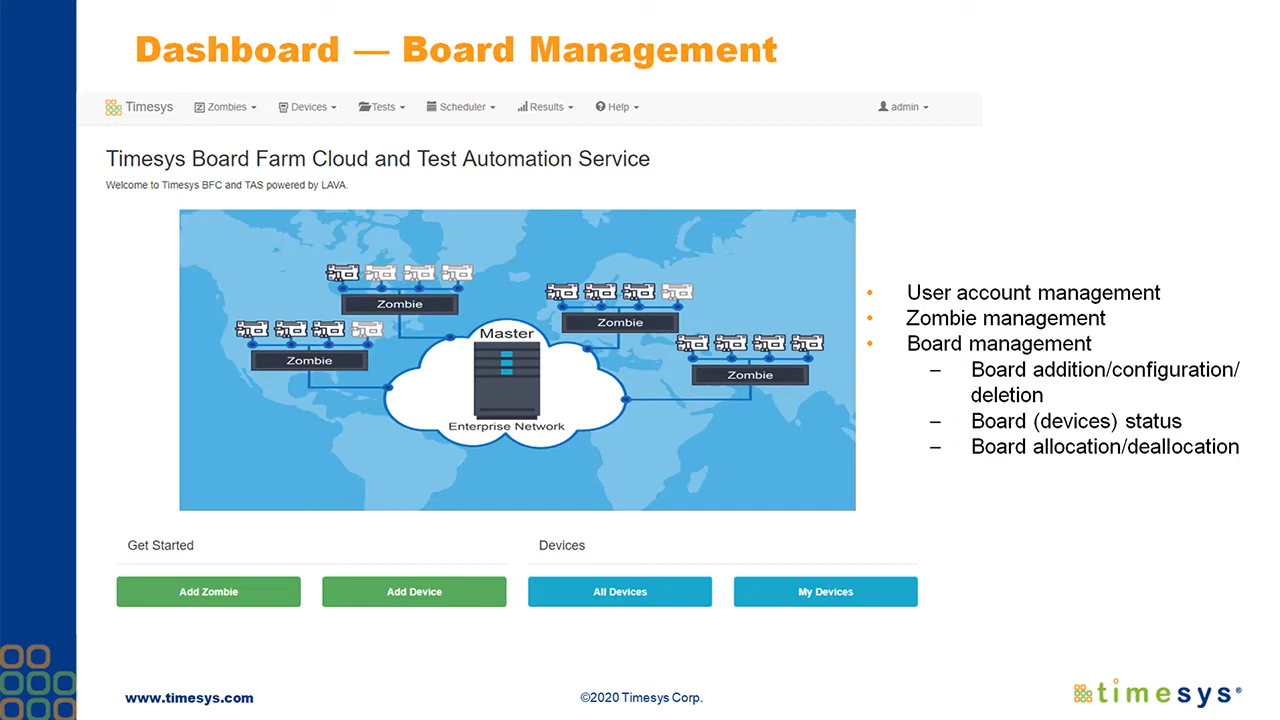 Dashboard — Board Management
Timesys Zombies Devices Tests Scheduler Results Help admin
Timesys Board Farm Cloud and Test Automation Service
Welcome to Timesys BFC and TAS powered by LAVA.
Zombie
Zombie
Zombie
Zombie
Master
Enterprise Network
• User account management
• Zombie management
• Board management
– Board addition/configuration/
deletion
– Board (devices) status
– Board allocation/deallocation
Get Started
Devices
Add Zombie
Add Device
All Devices
My Devices
www.timesys.com
©2020 Timesys Corp.
timesys®